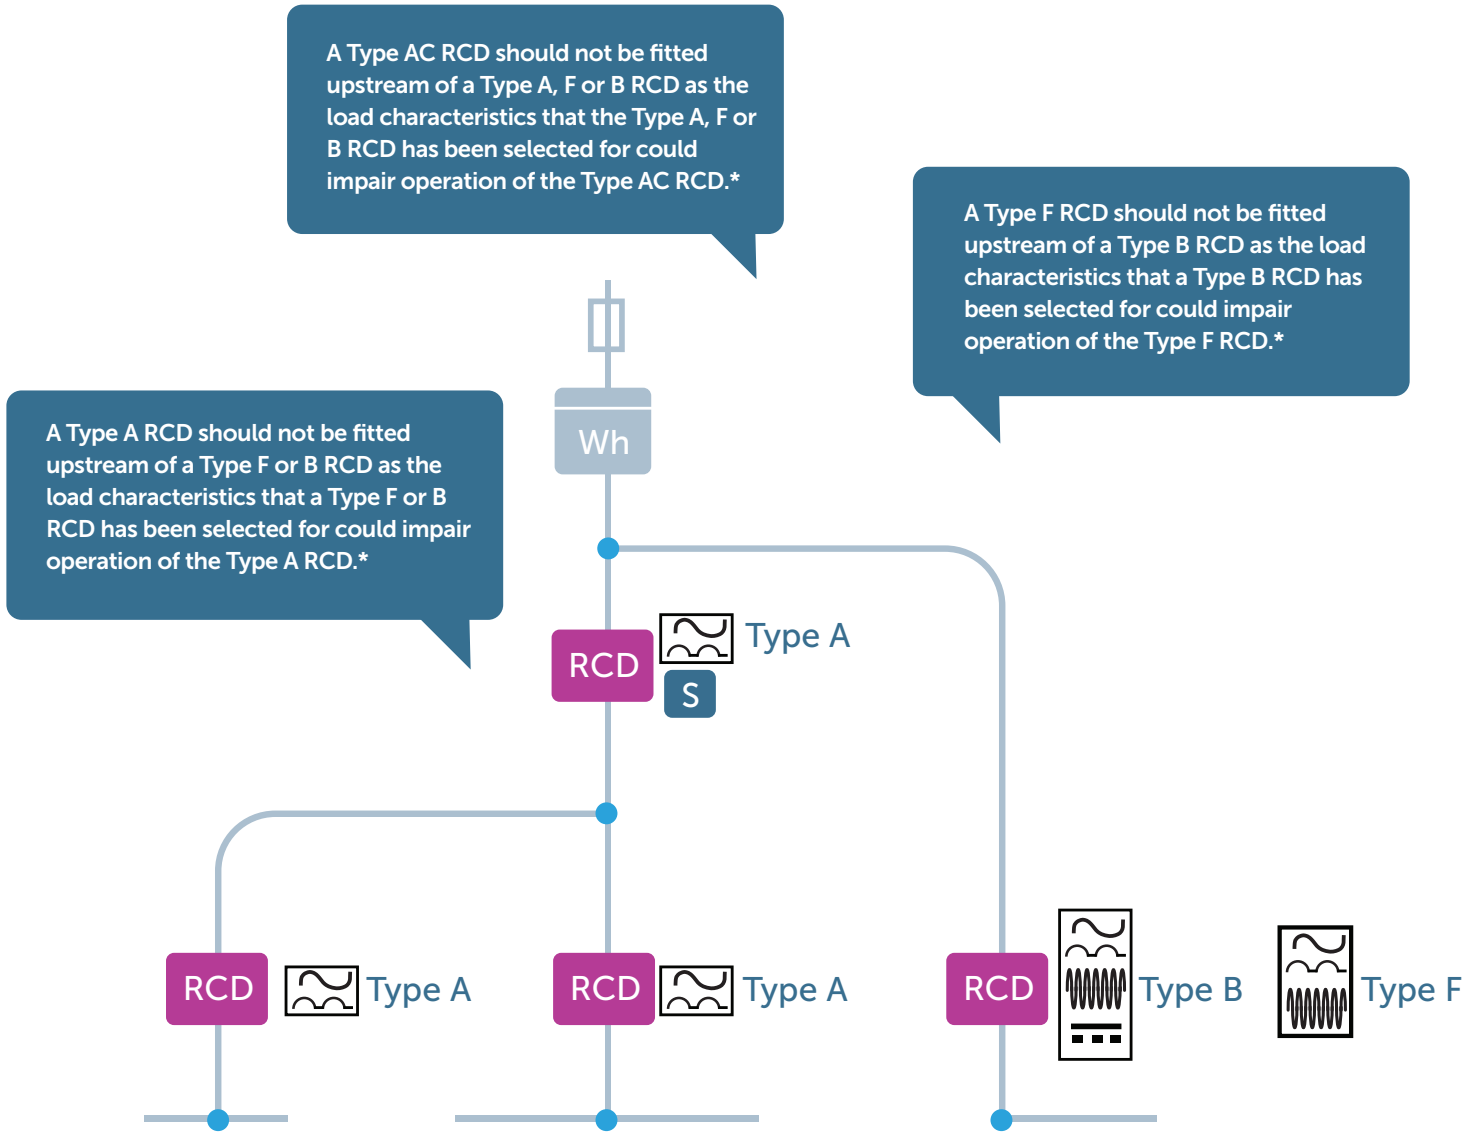 A Type AC RCD should not be fitted
upstream of a Type A, F or B RCD as the
load characteristics that the Type A, F or
B RCD has been selected for could
impair operation of the Type AC RCD.*
A Type F RCD should not be fitted
upstream of a Type B RCD as the load
characteristics that a Type B RCD has
been selected for could impair
operation of the Type F RCD.*
A Type A RCD should not be fitted
upstream of a Type F or B RCD as the
load characteristics that a Type F or B
RCD has been selected for could impair
operation of the Type A RCD.*
Wh
RCD
Type A
S
RCD
Type A
RCD
Type A
RCD
Type B
Type F